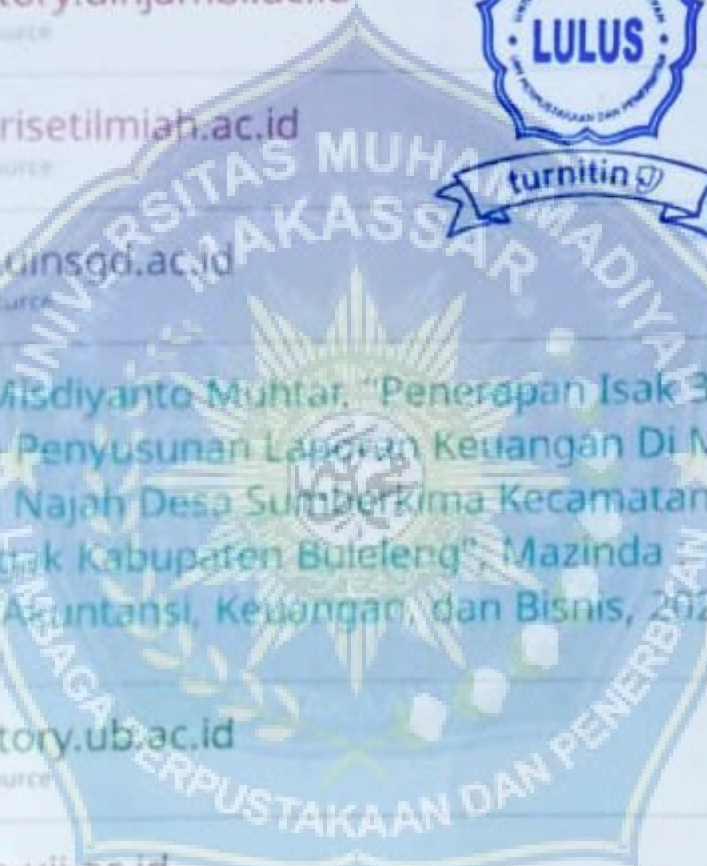 LULUS
turnitin
risetilmiah.ac.id
UNIVERSITAS MUHAMMADIYAH
MAKASSAR
.uinsgd.ac.id
Misdiyanto Muhtar. "Penerapan Isak 3
Penyusunan Laporan Keuangan Di M
Najah Desa Sumberkima Kecamatan
Kabupaten Buleleng", Mazinda :
Akuntansi, Keuangan, dan Bisnis, 202
tory.ub.ac.id
LEMBAGA PERPUSTAKAAN DAN PENERBITAN